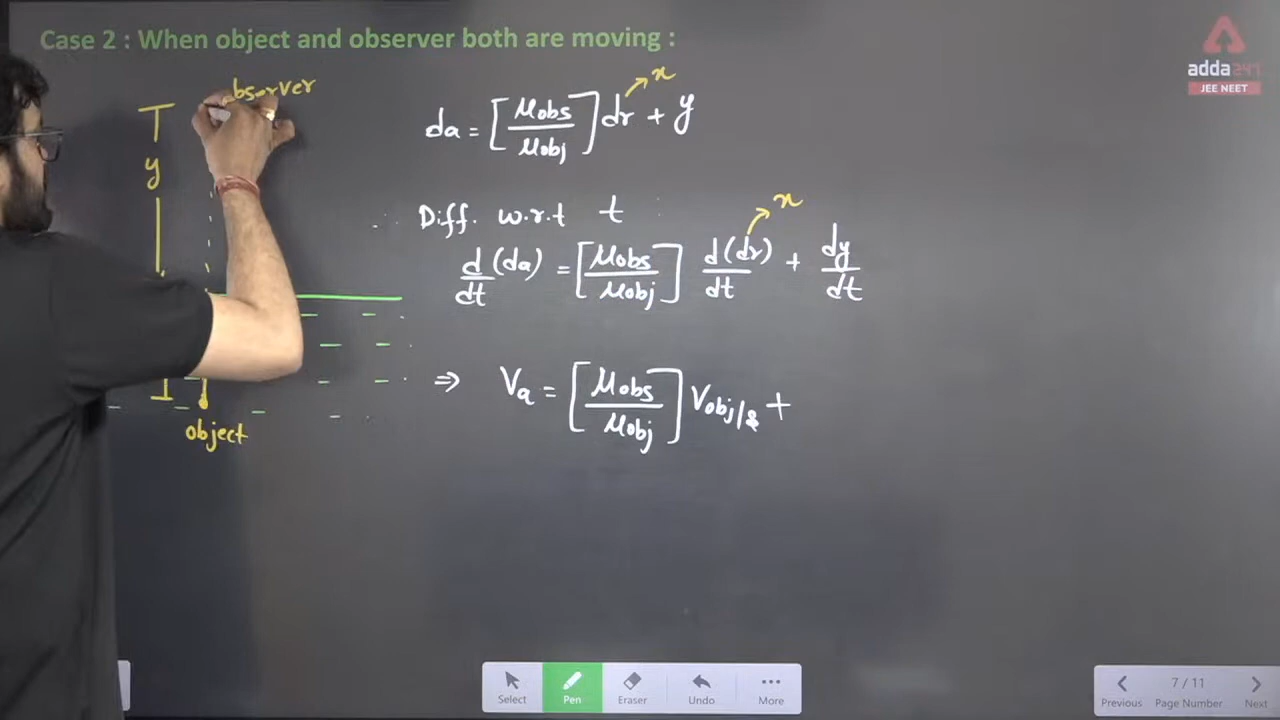 Case 2 : When object and observer both are moving :
adda247
JEE NEET
observer
y
object
da = [μobs/μobj] dr + y
x
Diff. w.r.t t
d/dt (da) = [μobs/μobj] d(dr)/dt + dy/dt
x
⇒ Va = [μobs/μobj] Vobj/s +
Select
Pen
Eraser
Undo
More
Previous
7 / 11
Page Number
Next